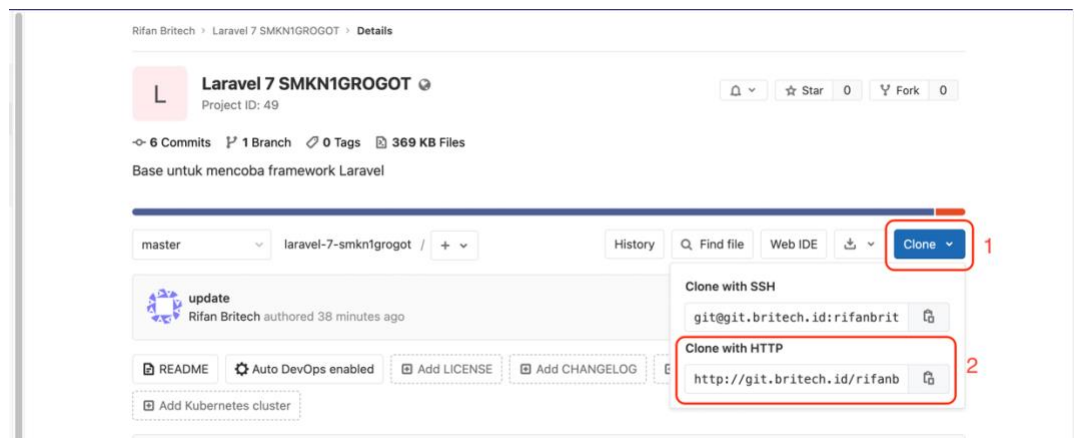 Rifan Britech > Laravel 7 SMKN1GROGOT > Details
L
Laravel 7 SMKN1GROGOT
Project ID: 49
Star 0
Fork 0
6 Commits 1 Branch 0 Tags 369 KB Files
Base untuk mencoba framework Laravel
master
laravel-7-smkn1grogot / +
History
Find file
Web IDE
Clone
1
Clone with SSH
git@git.britech.id:rifanbrit
update
Rifan Britech authored 38 minutes ago
Clone with HTTP
http://git.britech.id/rifanb
2
README
Auto DevOps enabled
Add LICENSE
Add CHANGELOG
Add Kubernetes cluster